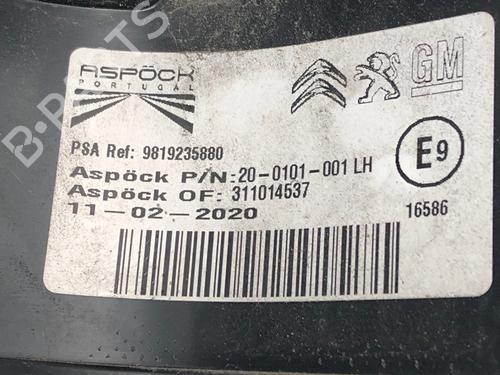 ASPÖCK
PORTUGAL
GM
PSA Ref: 9819235880
Aspöck P/N: 20-0101-001 LH
Aspöck OF: 311014537
11-02-2020
E9
16586
B-PARTS